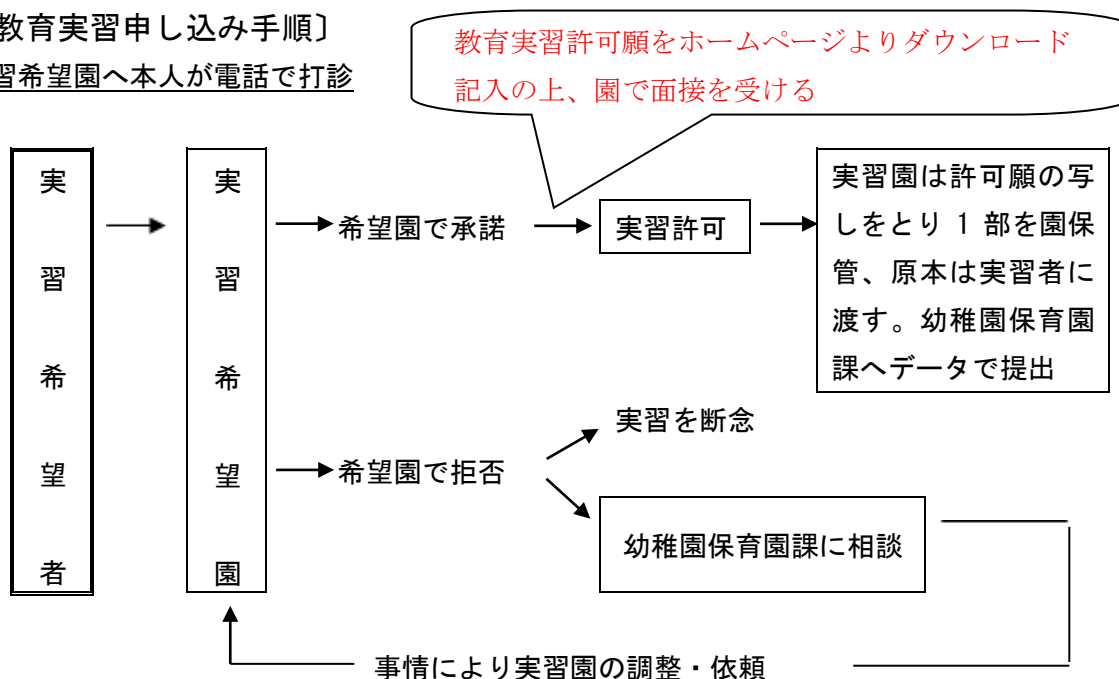 教育実習申し込み手順〕
習希望園へ本人が電話で打診
教育実習許可願をホームページよりダウンロード
記入の上、園で面接を受ける
実習希望者
実習希望園
希望園で承諾
実習許可
実習園は許可願の写
しをとり 1 部を園保
管、原本は実習者に
渡す。幼稚園保育園
課へデータで提出
希望園で拒否
実習を断念
幼稚園保育園課に相談
事情により実習園の調整・依頼